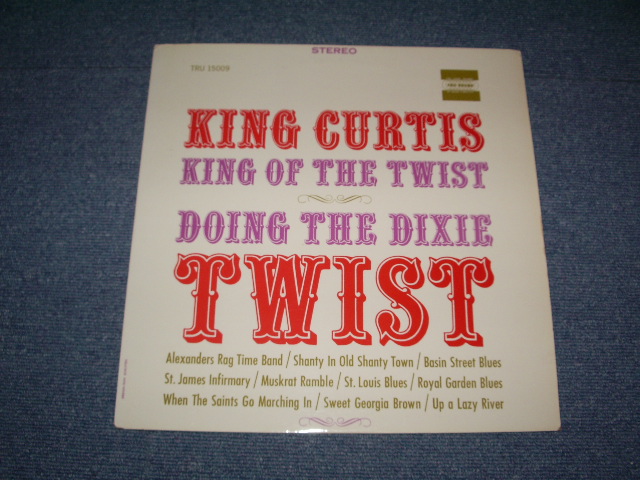 STEREO
TRU 15009
TRU SOUND
KING CURTIS
KING OF THE TWIST
DOING THE DIXIE
TWIST
Alexanders Rag Time Band / Shanty In Old Shanty Town / Basin Street Blues
St. James Infirmary / Muskrat Ramble / St. Louis Blues / Royal Garden Blues
When The Saints Go Marching In / Sweet Georgia Brown / Up a Lazy River